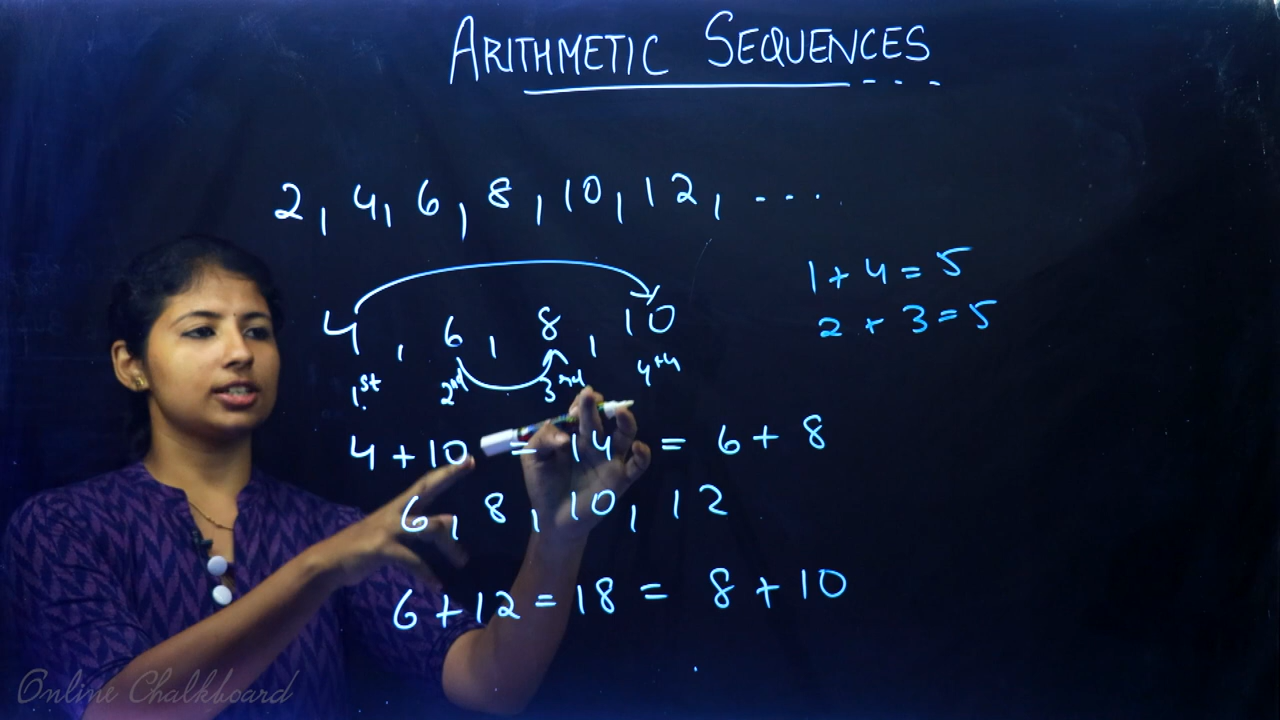 ARITHMETIC SEQUENCES
2, 4, 6, 8, 10, 12, ....
1 + 4 = 5
2 + 3 = 5
4, 6, 8, 10
1st 2nd 3rd 4th
4 + 10 = 14 = 6 + 8
6, 8, 10, 12
6 + 12 = 18 = 8 + 10
Online Chalkboard